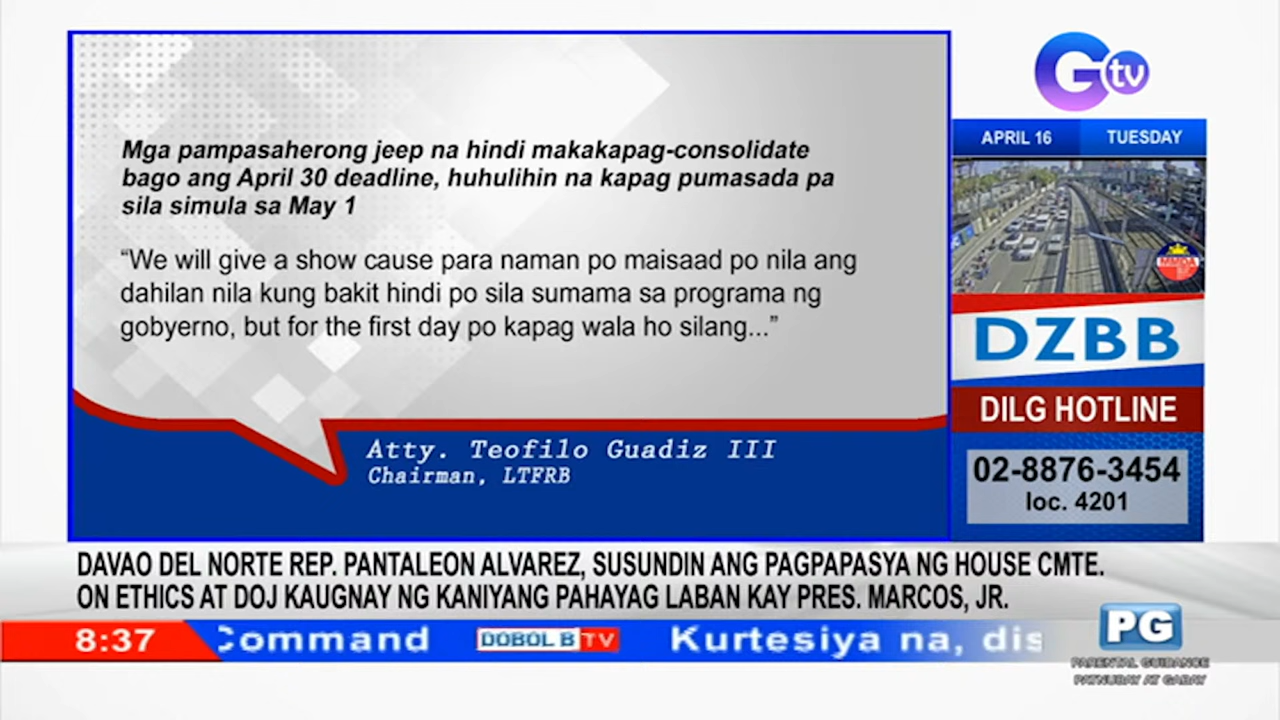 Mga pampasaherong jeep na hindi makakapag-consolidate
bago ang April 30 deadline, huhulihin na kapag pumasada pa
sila simula sa May 1
“We will give a show cause para naman po maisaad po nila ang
dahilan nila kung bakit hindi po sila sumama sa programa ng
gobyerno, but for the first day po kapag wala ho silang...”
Atty. Teofilo Guadiz III
Chairman, LTFRB
Gtv
APRIL 16 TUESDAY
MMDA
DZBB
DILG HOTLINE
02-8876-3454
loc. 4201
DAVAO DEL NORTE REP. PANTALEON ALVAREZ, SUSUNDIN ANG PAGPAPASYA NG HOUSE CMTE.
ON ETHICS AT DOJ KAUGNAY NG KANIYANG PAHAYAG LABAN KAY PRES. MARCOS, JR.
8:37 Command DOBOL B TV Kurtesiya na, dis
PG
PARENTAL GUIDANCE
PATNUBAY AT GABAY